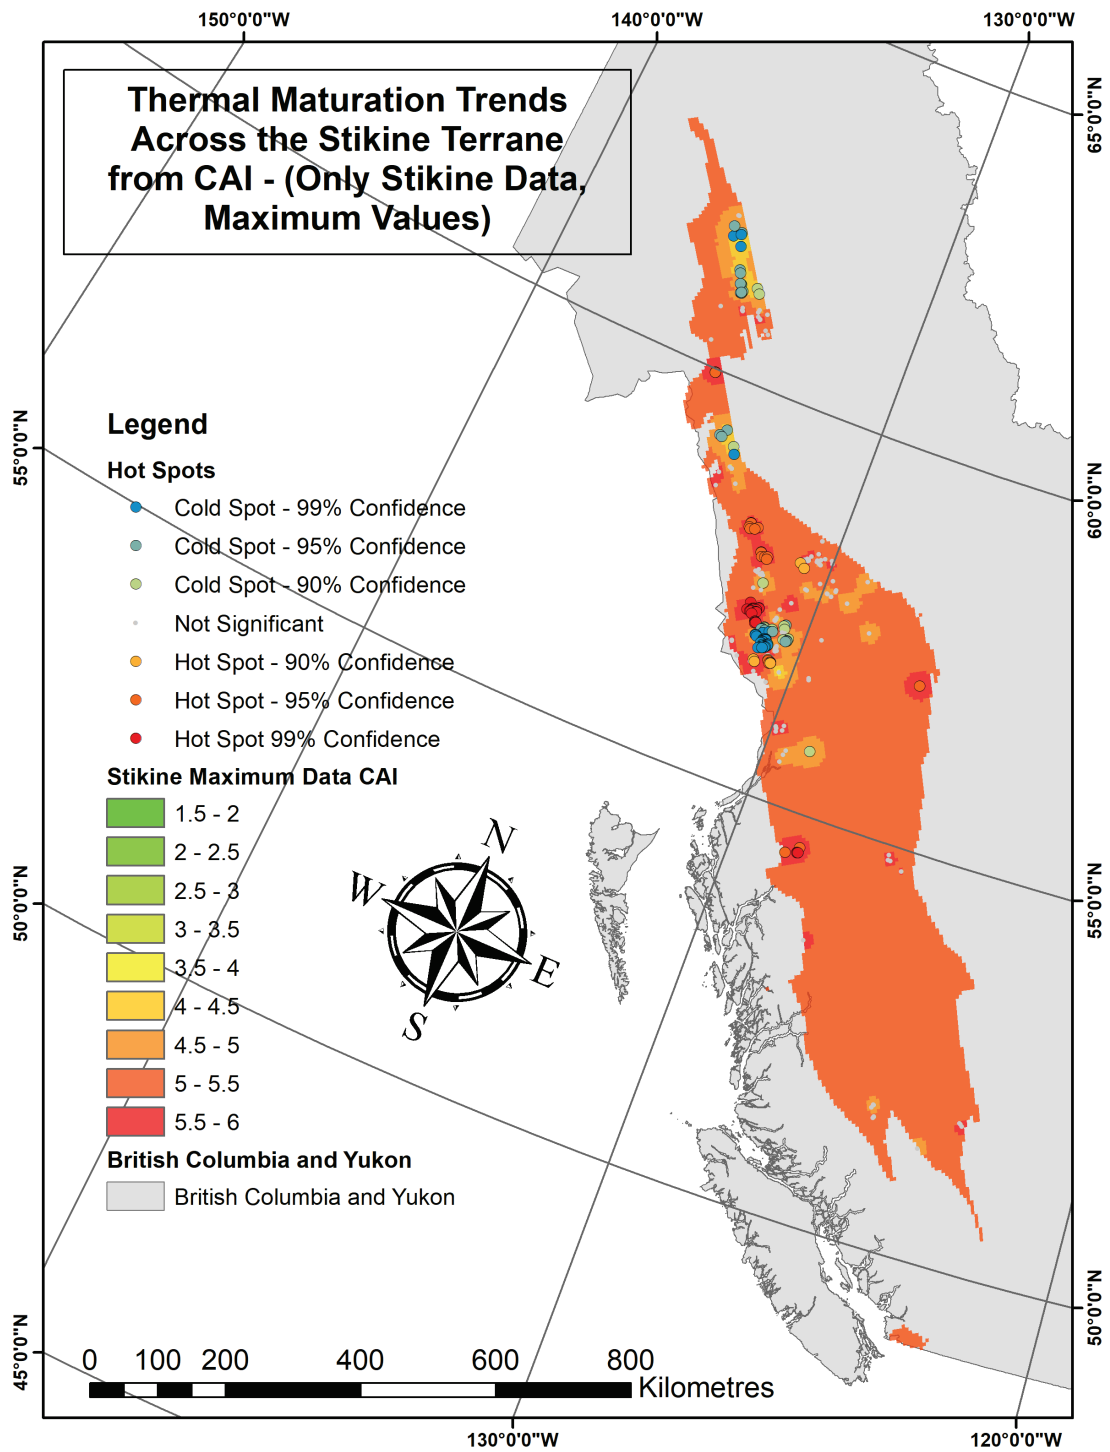 150°0'0"W
140°0'0"W
130°0'0"W
Thermal Maturation Trends
Across the Stikine Terrane
from CAI - (Only Stikine Data,
Maximum Values)
65°0'0"N
55°0'0"N
60°0'0"N
Legend
Hot Spots
Cold Spot - 99% Confidence
Cold Spot - 95% Confidence
Cold Spot - 90% Confidence
Not Significant
Hot Spot - 90% Confidence
Hot Spot - 95% Confidence
Hot Spot 99% Confidence
Stikine Maximum Data CAI
1.5 - 2
2 - 2.5
2.5 - 3
3 - 3.5
3.5 - 4
4 - 4.5
4.5 - 5
5 - 5.5
5.5 - 6
British Columbia and Yukon
British Columbia and Yukon
N
W
E
S
50°0'0"N
55°0'0"N
45°0'0"N
50°0'0"N
0 100 200 400 600 800
Kilometres
130°0'0"W
120°0'0"W